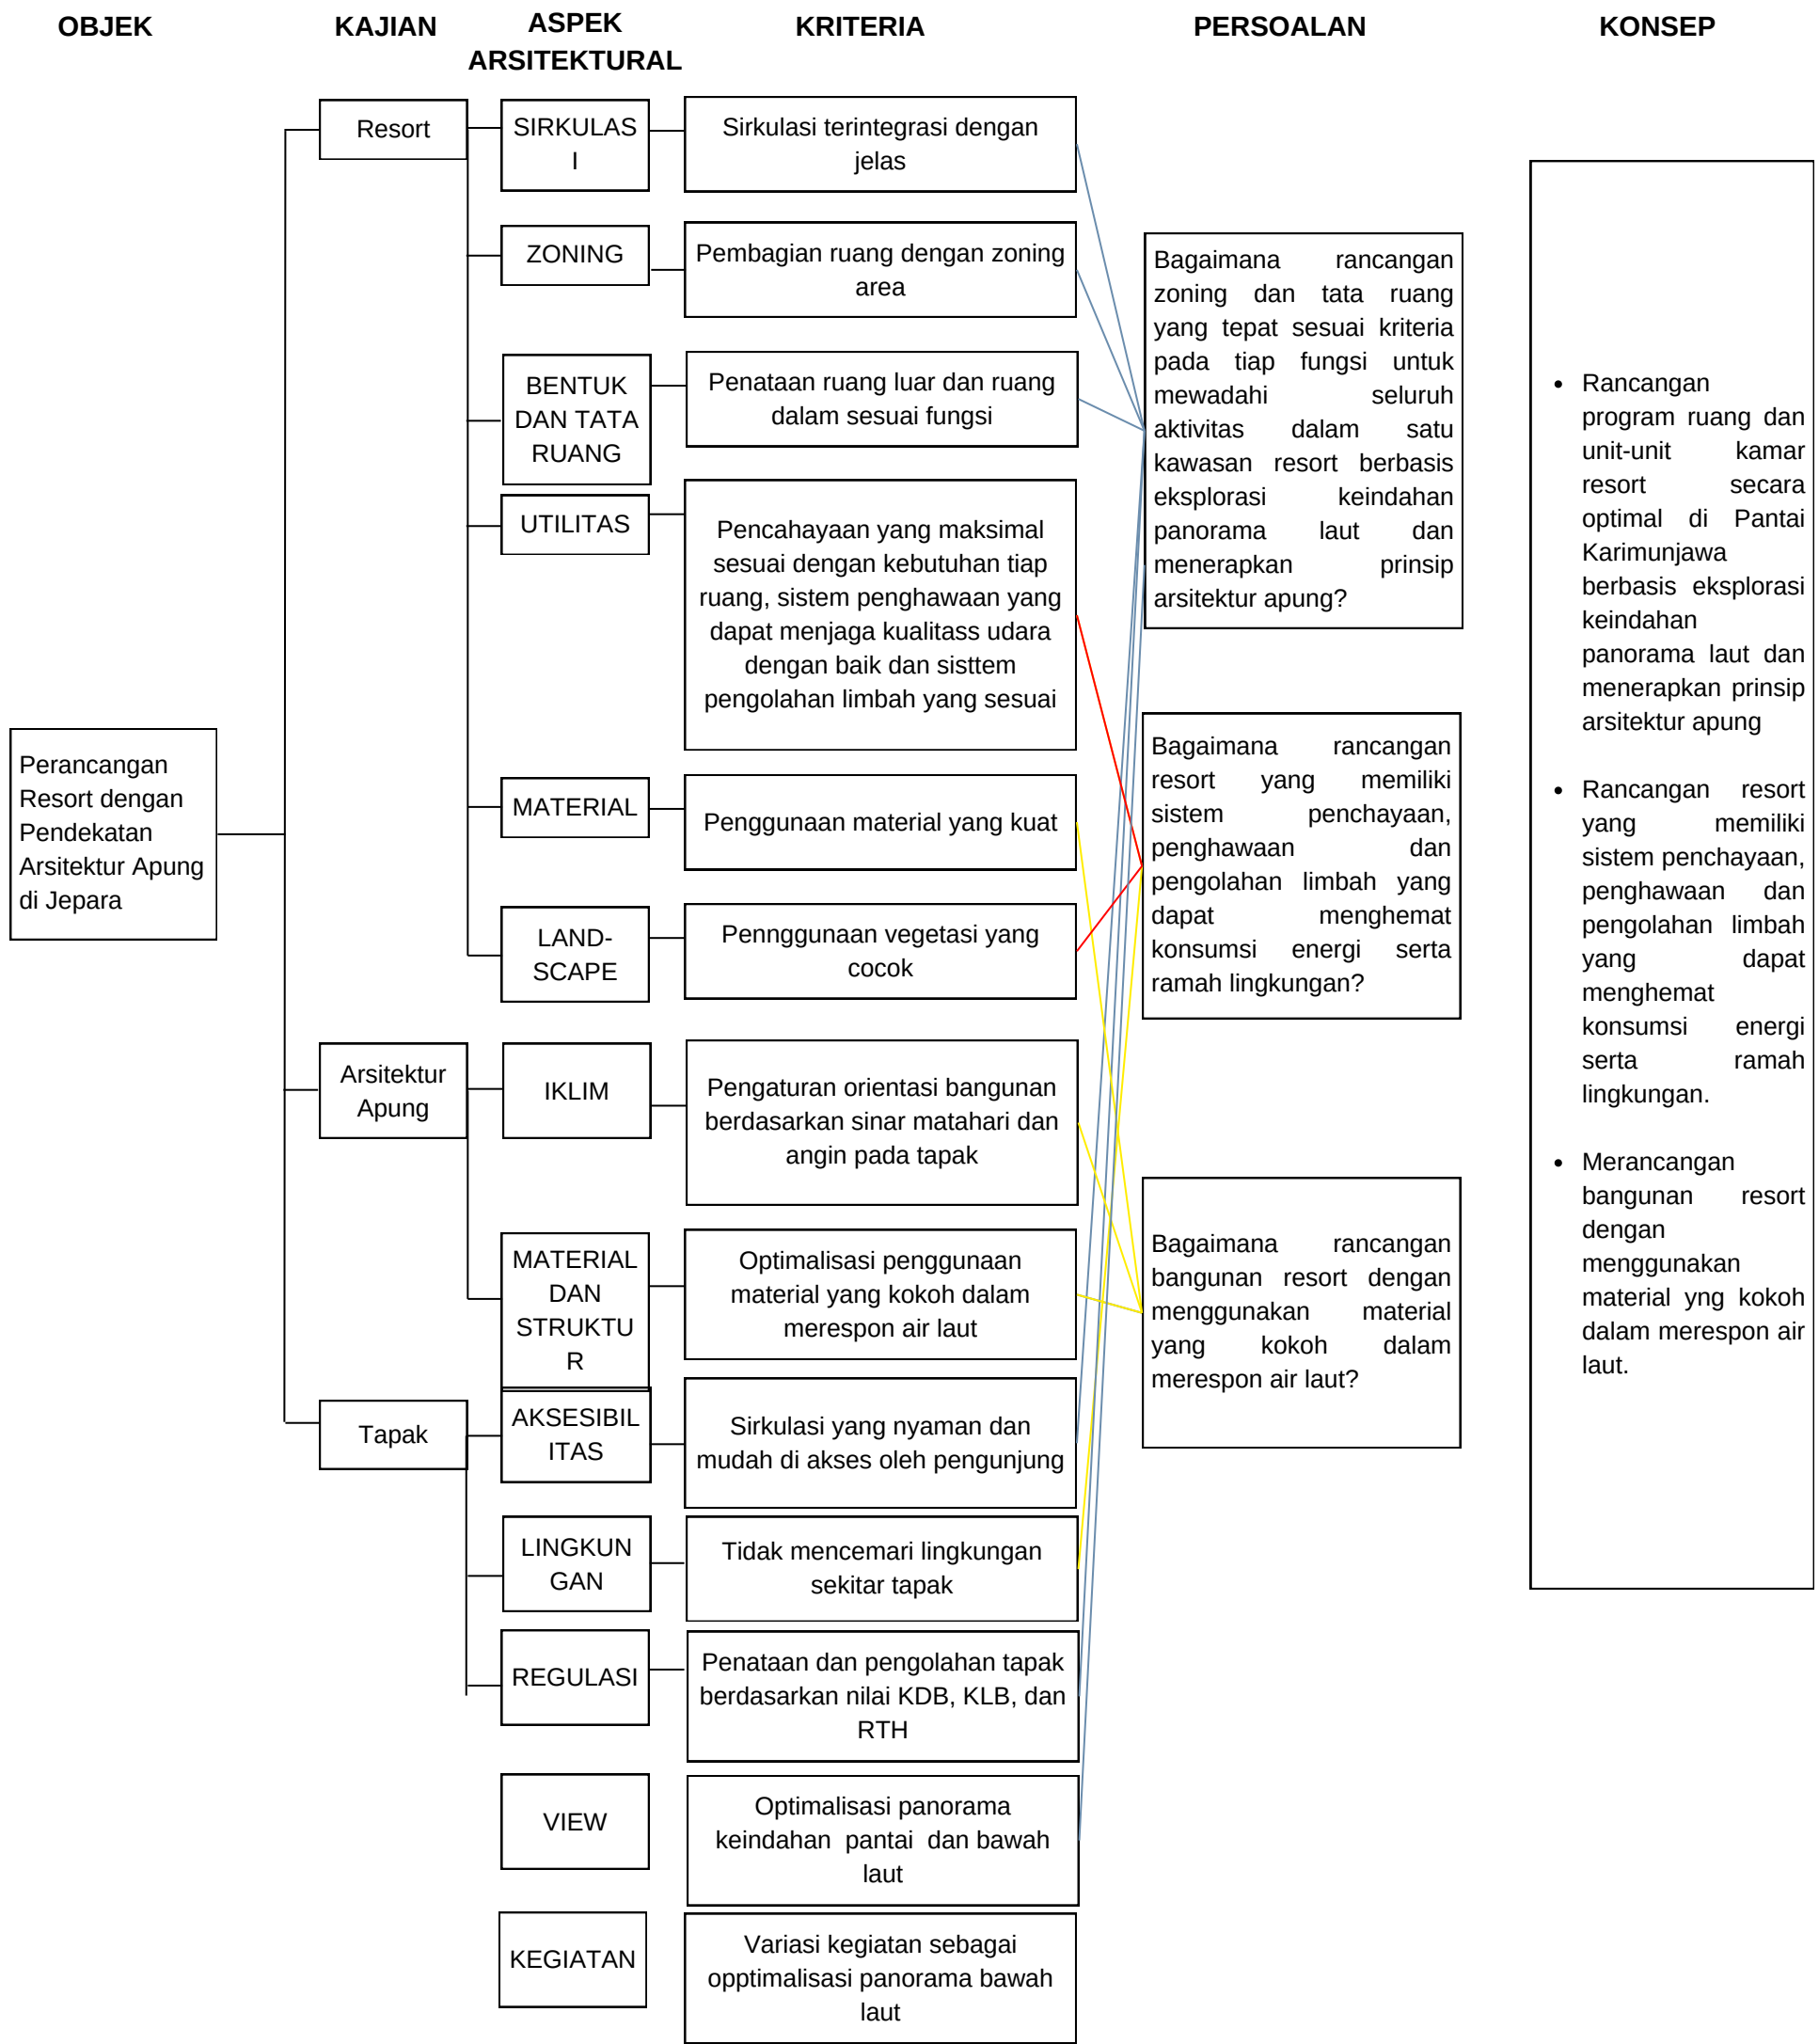 OBJEK
KAJIAN
ASPEK
ARSITEKTURAL
KRITERIA
PERSOALAN
KONSEP
Perancangan
Resort dengan
Pendekatan
Arsitektur Apung
di Jepara
Resort
SIRKULAS
I
Sirkulasi terintegrasi dengan
jelas
ZONING
Pembagian ruang dengan zoning
area
BENTUK
DAN TATA
RUANG
Penataan ruang luar dan ruang
dalam sesuai fungsi
UTILITAS
Pencahayaan yang maksimal
sesuai dengan kebutuhan tiap
ruang, sistem penghawaan yang
dapat menjaga kualitass udara
dengan baik dan sisttem
pengolahan limbah yang sesuai
MATERIAL
Penggunaan material yang kuat
LAND-
SCAPE
Pennggunaan vegetasi yang
cocok
Arsitektur
Apung
IKLIM
Pengaturan orientasi bangunan
berdasarkan sinar matahari dan
angin pada tapak
MATERIAL
DAN
STRUKTU
R
Optimalisasi penggunaan
material yang kokoh dalam
merespon air laut
Tapak
AKSESIBIL
ITAS
Sirkulasi yang nyaman dan
mudah di akses oleh pengunjung
LINGKUN
GAN
Tidak mencemari lingkungan
sekitar tapak
REGULASI
Penataan dan pengolahan tapak
berdasarkan nilai KDB, KLB, dan
RTH
VIEW
Optimalisasi panorama
keindahan pantai dan bawah
laut
KEGIATAN
Variasi kegiatan sebagai
opptimalisasi panorama bawah
laut
Bagaimana rancangan
zoning dan tata ruang
yang tepat sesuai kriteria
pada tiap fungsi untuk
mewadahi seluruh
aktivitas dalam satu
kawasan resort berbasis
eksplorasi keindahan
panorama laut dan
menerapkan prinsip
arsitektur apung?
Bagaimana rancangan
resort yang memiliki
sistem penchayaan,
penghawaan dan
pengolahan limbah yang
dapat menghemat
konsumsi energi serta
ramah lingkungan?
Bagaimana rancangan
bangunan resort dengan
menggunakan material
yang kokoh dalam
merespon air laut?
• Rancangan
program ruang dan
unit-unit kamar
resort secara
optimal di Pantai
Karimunjawa
berbasis eksplorasi
keindahan
panorama laut dan
menerapkan prinsip
arsitektur apung
• Rancangan resort
yang memiliki
sistem penchayaan,
penghawaan dan
pengolahan limbah
yang dapat
menghemat
konsumsi energi
serta ramah
lingkungan.
• Merancangan
bangunan resort
dengan
menggunakan
material yng kokoh
dalam merespon air
laut.